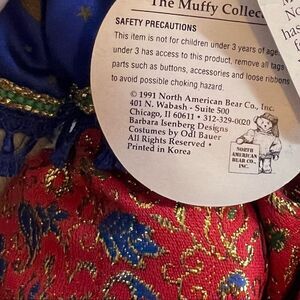 The Muffy Collec
SAFETY PRECAUTIONS
This item is not for children under 3 years of age.
under 3 has access to this product, remove all tags
parts such as buttons, accessories and loose ribbons
to avoid possible choking hazard.
© 1991 North American Bear Co., Inc.
401 N. Wabash - Suite 500
Chicago, Il 60611 • 312-329-0020
Barbara Isenberg Designs
Costumes by Odl Bauer
All Rights Reserved •
Printed in Korea
NORTH
AMERICAN
BEAR CO.,
INC.
No
has